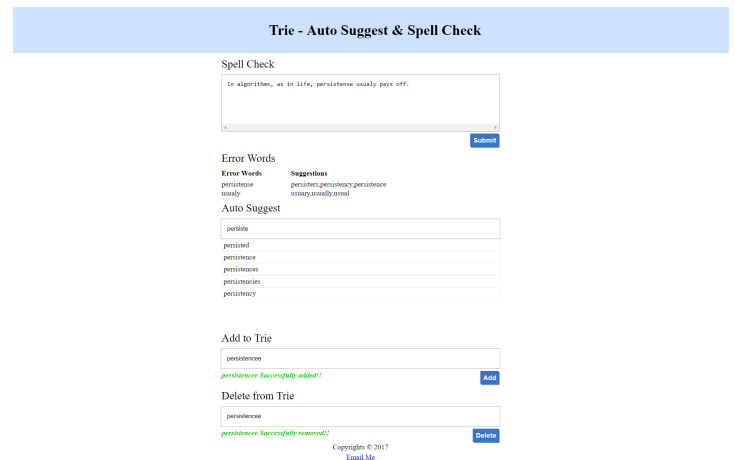 Trie - Auto Suggest & Spell Check
Spell Check
In algorithms, as in life, persistense usualy pays off.
Submit
Error Words
Error Words Suggestions
persistense persisters,persistency,persistence
usualy usuary,usually,usual
Auto Suggest
persiste
persisted
persistence
persistences
persistencies
persistency
Add to Trie
persistencee
persistencee Successfully added!!
Add
Delete from Trie
persistencee
persistencee Successfully removed!!
Delete
Copyrights © 2017
Email Me